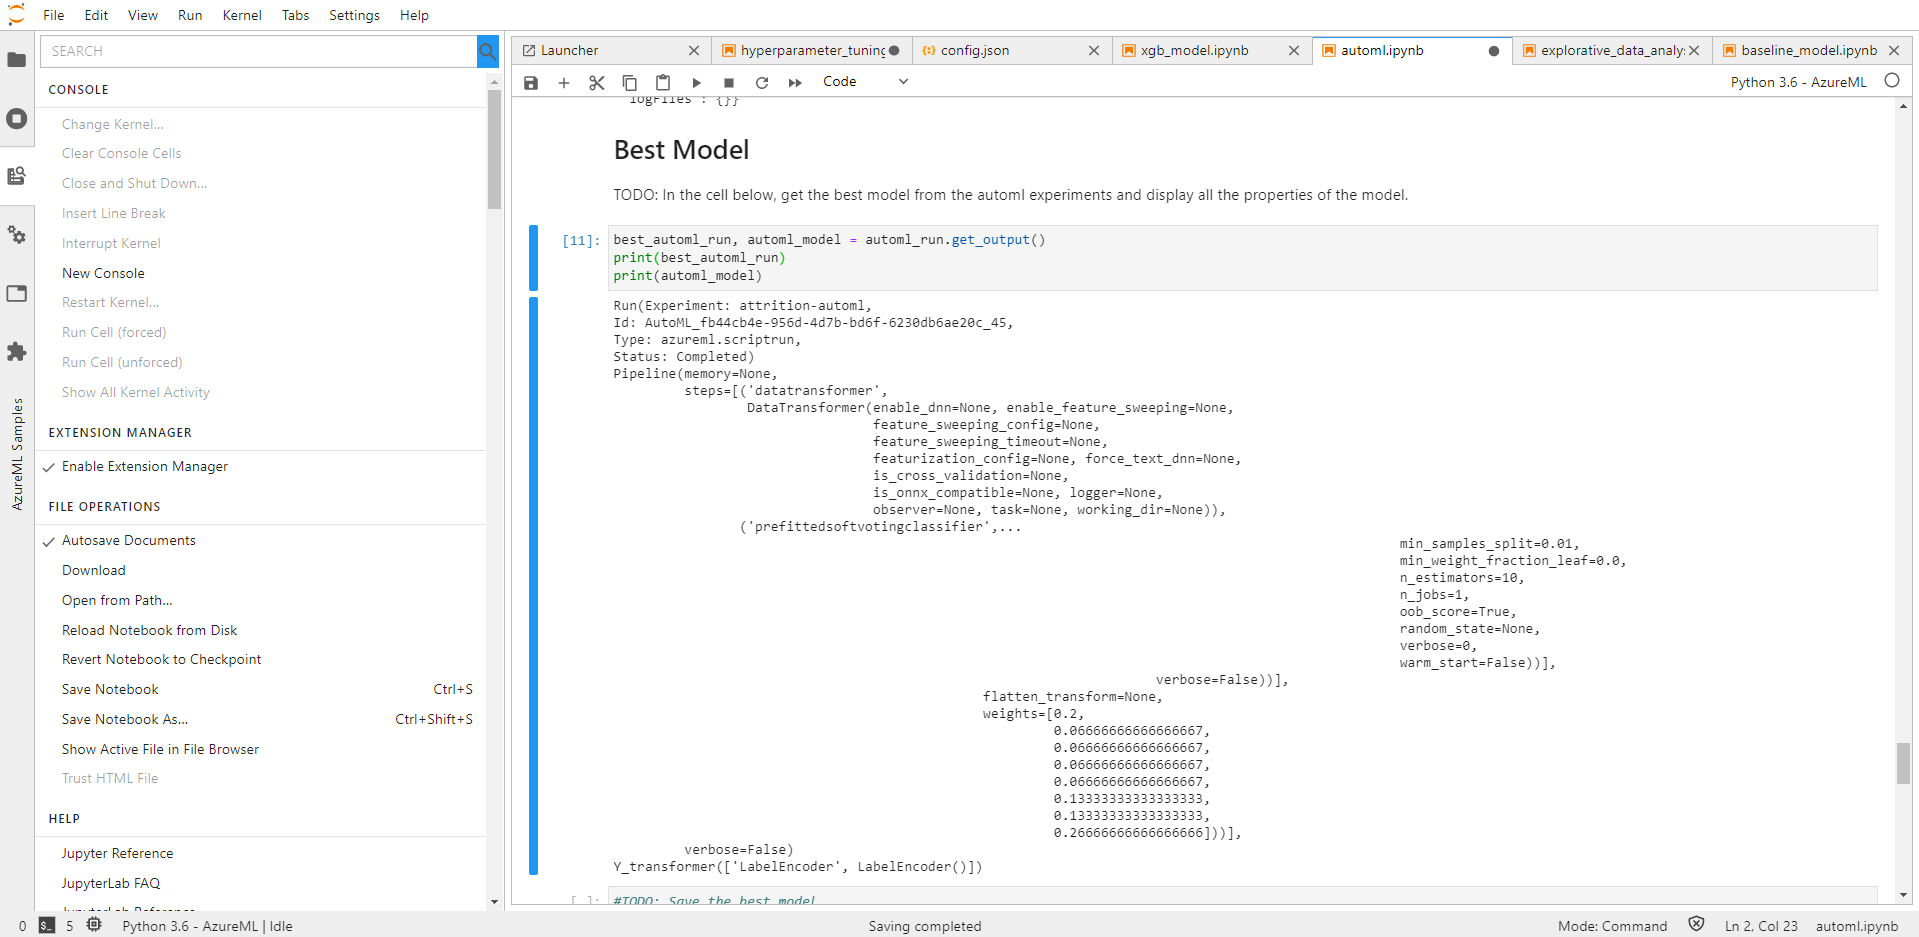 File Edit View Run Kernel Tabs Settings Help
SEARCH
CONSOLE
Change Kernel...
Clear Console Cells
Close and Shut Down...
Insert Line Break
Interrupt Kernel
New Console
Restart Kernel...
Run Cell (forced)
Run Cell (unforced)
Show All Kernel Activity
EXTENSION MANAGER
Enable Extension Manager
FILE OPERATIONS
Autosave Documents
Download
Open from Path...
Reload Notebook from Disk
Revert Notebook to Checkpoint
Save Notebook Ctrl+S
Save Notebook As... Ctrl+Shift+S
Show Active File in File Browser
Trust HTML File
HELP
Jupyter Reference
JupyterLab FAQ
JupyterLab Reference
AzureML Samples
Launcher hyperparameter_tuning config.json xgb_model.ipynb automl.ipynb explorative_data_analys baseline_model.ipynb
Code Python 3.6 - AzureML
'logFiles': {}}
Best Model
TODO: In the cell below, get the best model from the automl experiments and display all the properties of the model.
[11]: best_automl_run, automl_model = automl_run.get_output()
print(best_automl_run)
print(automl_model)
Run(Experiment: attrition-automl,
Id: AutoML_fb44cb4e-956d-4d7b-bd6f-6230db6ae20c_45,
Type: azureml.scriptrun,
Status: Completed)
Pipeline(memory=None,
steps=[('datatransformer',
DataTransformer(enable_dnn=None, enable_feature_sweeping=None,
feature_sweeping_config=None,
feature_sweeping_timeout=None,
featurization_config=None, force_text_dnn=None,
is_cross_validation=None,
is_onnx_compatible=None, logger=None,
observer=None, task=None, working_dir=None)),
('prefittedsoftvotingclassifier',...
min_samples_split=0.01,
min_weight_fraction_leaf=0.0,
n_estimators=10,
n_jobs=1,
oob_score=True,
random_state=None,
verbose=0,
warm_start=False))],
verbose=False))],
flatten_transform=None,
weights=[0.2,
0.06666666666666667,
0.06666666666666667,
0.06666666666666667,
0.06666666666666667,
0.13333333333333333,
0.13333333333333333,
0.26666666666666666]))],
verbose=False)
Y_transformer(['LabelEncoder', LabelEncoder()])
[ ]: #TODO: Save the best model
0 5 Python 3.6 - AzureML | Idle Saving completed Mode: Command Ln 2, Col 23 automl.ipynb